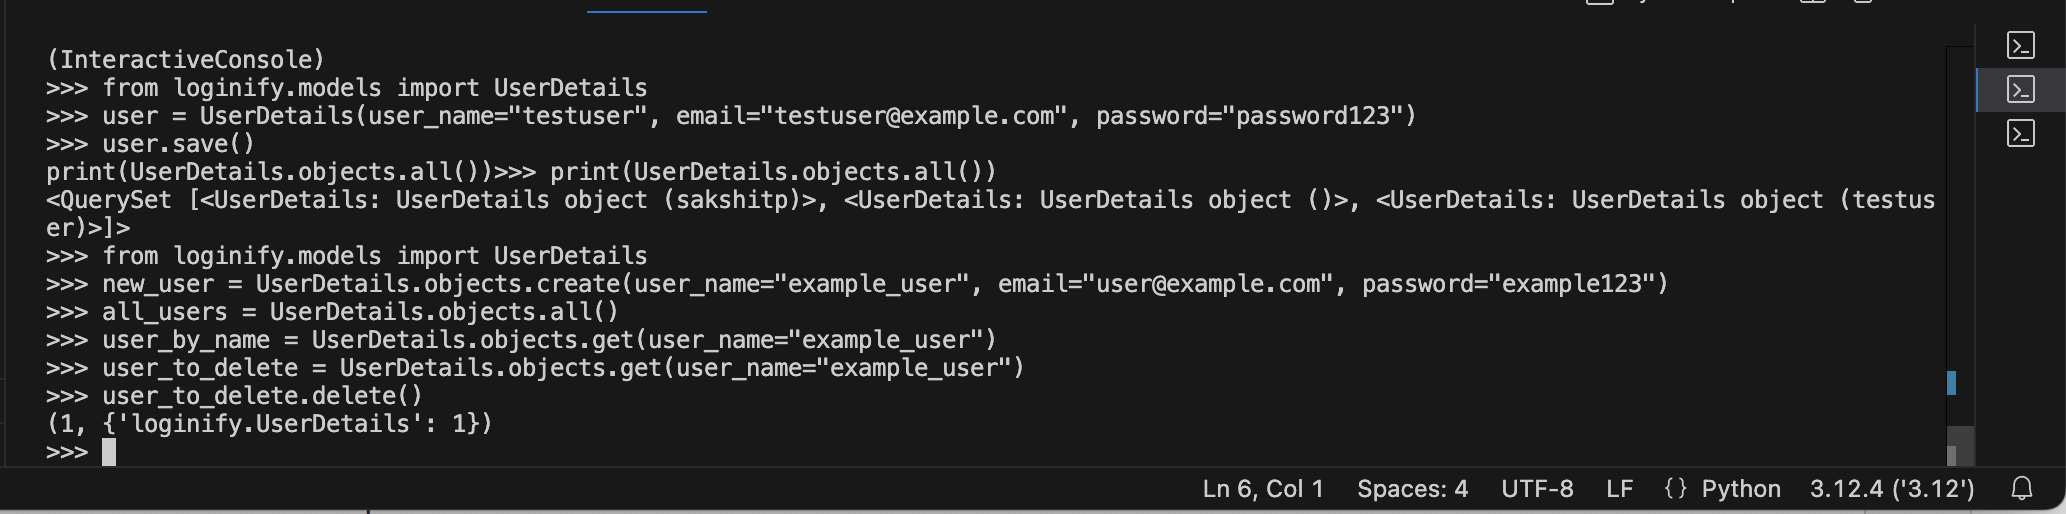 (InteractiveConsole)
>>> from loginify.models import UserDetails
>>> user = UserDetails(user_name="testuser", email="testuser@example.com", password="password123")
>>> user.save()
print(UserDetails.objects.all())>>> print(UserDetails.objects.all())
<QuerySet [<UserDetails: UserDetails object (sakshitp)>, <UserDetails: UserDetails object ()>, <UserDetails: UserDetails object (testus
er)>]>
>>> from loginify.models import UserDetails
>>> new_user = UserDetails.objects.create(user_name="example_user", email="user@example.com", password="example123")
>>> all_users = UserDetails.objects.all()
>>> user_by_name = UserDetails.objects.get(user_name="example_user")
>>> user_to_delete = UserDetails.objects.get(user_name="example_user")
>>> user_to_delete.delete()
(1, {'loginify.UserDetails': 1})
>>>
Ln 6, Col 1 Spaces: 4 UTF-8 LF {} Python 3.12.4 ('3.12')